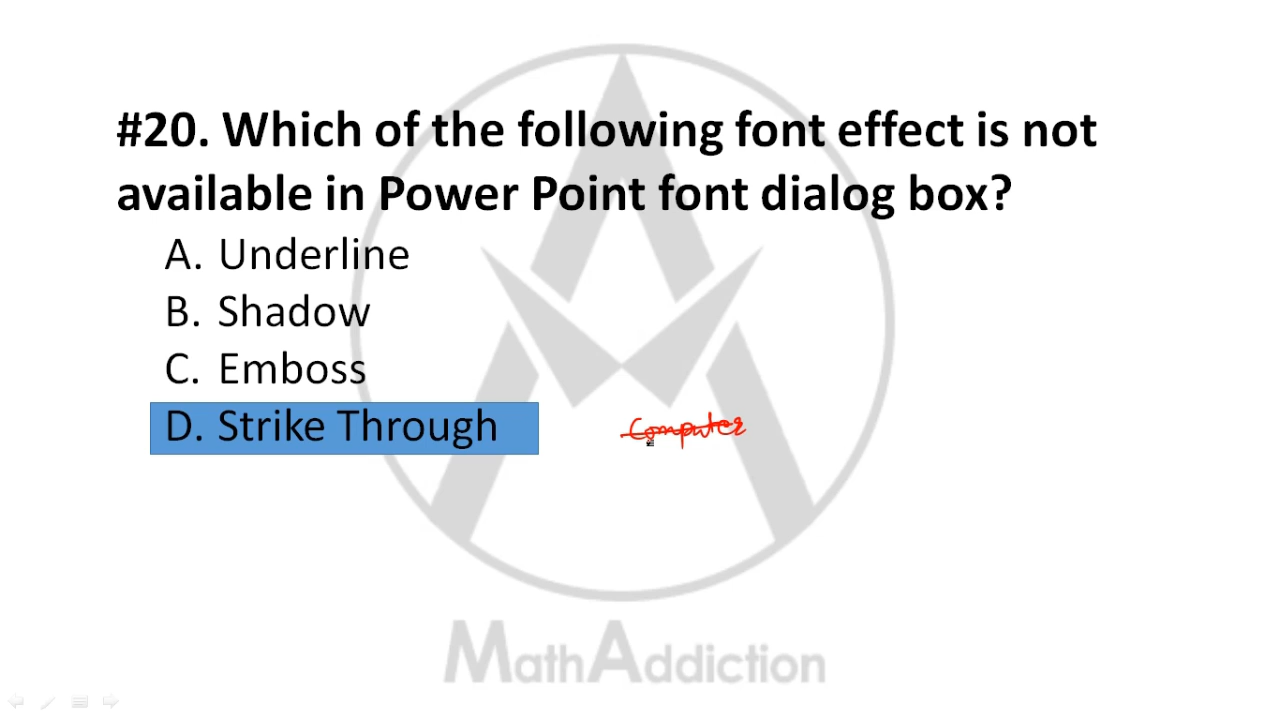 #20. Which of the following font effect is not
available in Power Point font dialog box?
A. Underline
B. Shadow
C. Emboss
D. Strike Through
Computer
MathAddiction